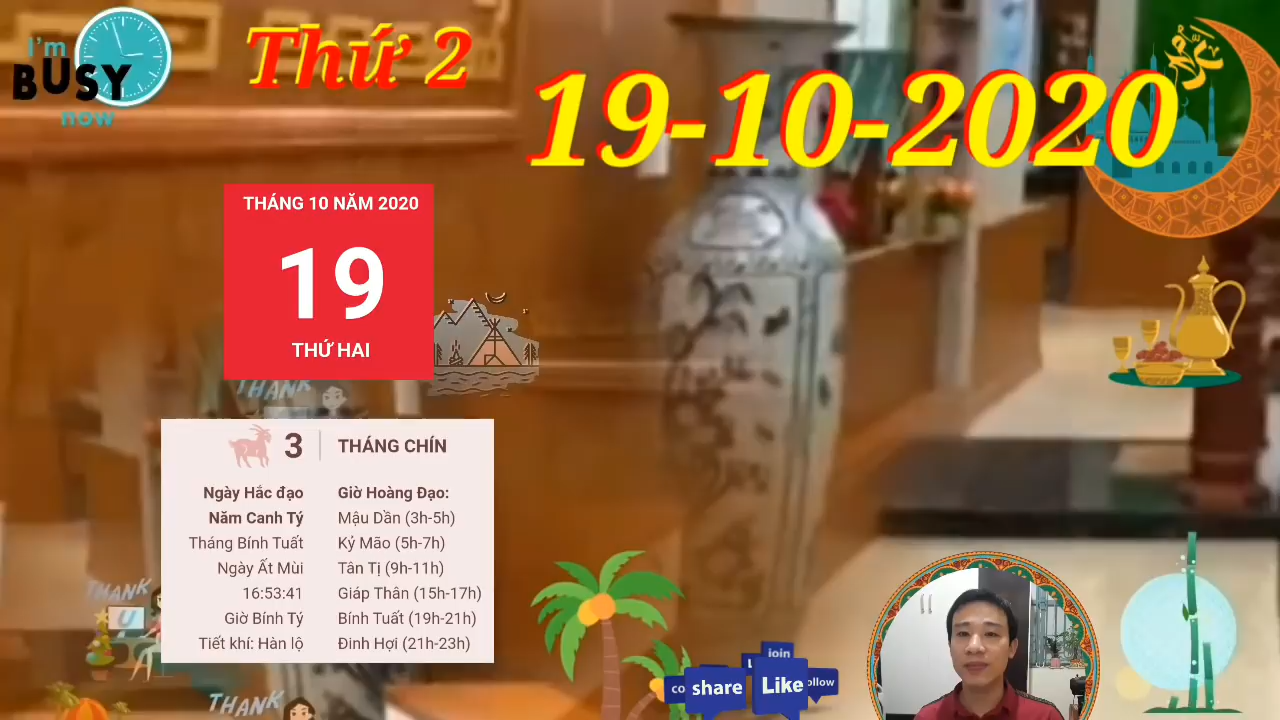 I'm
BUSY
now
Thứ 2
19-10-2020
THÁNG 10 NĂM 2020
19
THỨ HAI
THANK
3
THÁNG CHÍN
Ngày Hắc đạo
Năm Canh Tý
Tháng Bính Tuất
Ngày Ất Mùi
16:53:41
Giờ Bính Tý
Tiết khí: Hàn lộ
Giờ Hoàng Đạo:
Mậu Dần (3h-5h)
Kỷ Mão (5h-7h)
Tân Tị (9h-11h)
Giáp Thân (15h-17h)
Bính Tuất (19h-21h)
Đinh Hợi (21h-23h)
THANK
U
THANK
join
share
Like
ollow